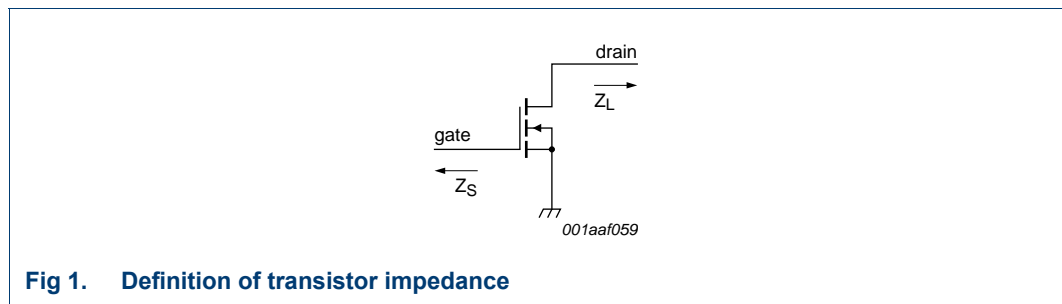 drain
Z_L
gate
Z_S
001aaf059
Fig 1. Definition of transistor impedance